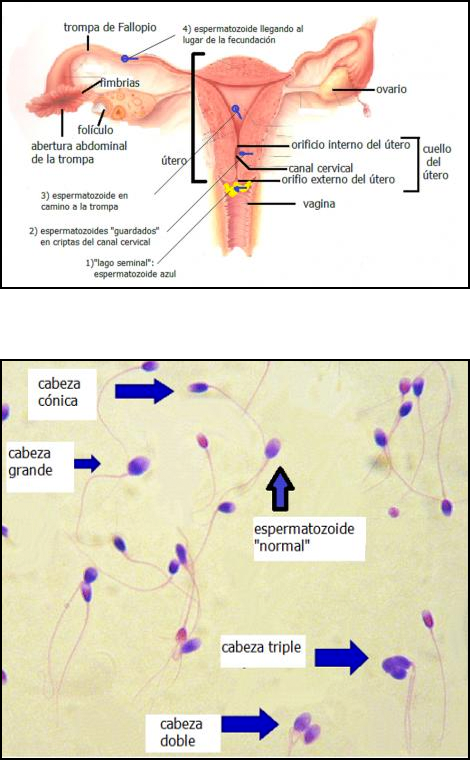 trompa de Fallopio
4) espermatozoide llegando al
lugar de la fecundación
fimbrias
ovario
folículo
abertura abdominal
de la trompa
útero
orificio interno del útero
canal cervical
orifio externo del útero
cuello
del
útero
vagina
3) espermatozoide en
camino a la trompa
2) espermatozoides "guardados"
en criptas del canal cervical
1)"lago seminal":
espermatozoide azul
cabeza
cónica
cabeza
grande
espermatozoide
"normal"
cabeza triple
cabeza
doble